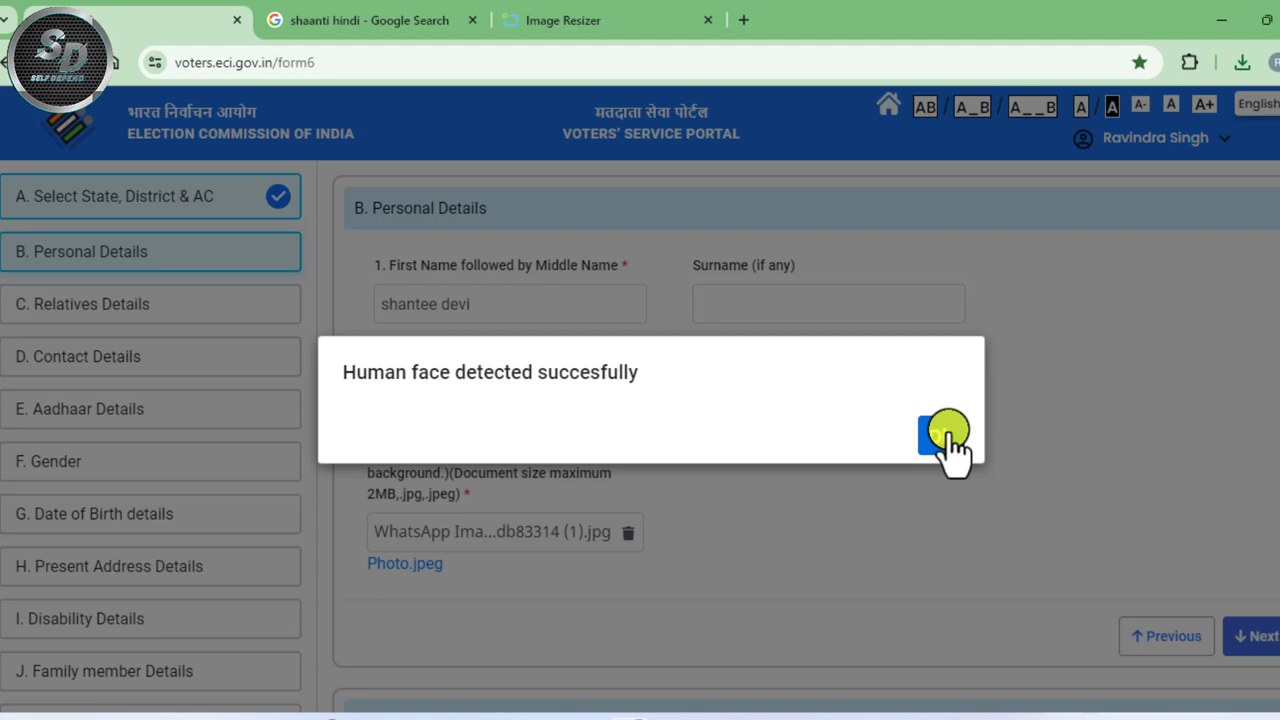 shaanti hindi - Google Search
Image Resizer
SD
SELF DEPEND
voters.eci.gov.in/form6
भारत निर्वाचन आयोग
ELECTION COMMISSION OF INDIA
मतदाता सेवा पोर्टल
VOTERS' SERVICE PORTAL
AB / A_B / A__B A / A A- A A+ English
Ravindra Singh
A. Select State, District & AC
B. Personal Details
C. Relatives Details
D. Contact Details
E. Aadhaar Details
F. Gender
G. Date of Birth details
H. Present Address Details
I. Disability Details
J. Family member Details
B. Personal Details
1. First Name followed by Middle Name *
Surname (if any)
shantee devi
Human face detected succesfully
background.)(Document size maximum
2MB,.jpg,.jpeg) *
WhatsApp Ima...db83314 (1).jpg
Photo.jpeg
Previous
Next